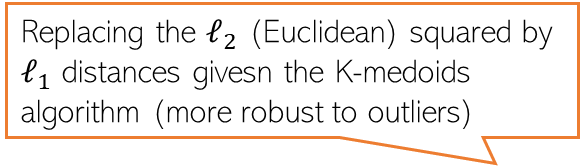 Replacing the ℓ₂ (Euclidean) squared by
ℓ₁ distances givesn the K-medoids
algorithm (more robust to outliers)